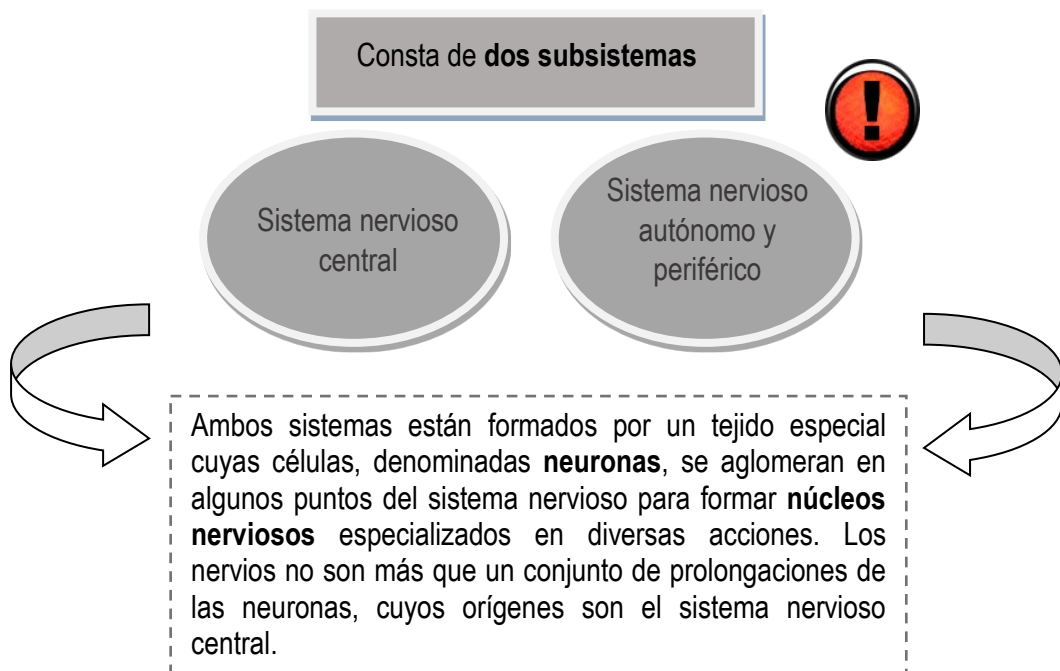 Consta de dos subsistemas
Sistema nervioso
central
Sistema nervioso
autónomo y
periférico
Ambos sistemas están formados por un tejido especial
cuyas células, denominadas neuronas, se aglomeran en
algunos puntos del sistema nervioso para formar núcleos
nerviosos especializados en diversas acciones. Los
nervios no son más que un conjunto de prolongaciones de
las neuronas, cuyos orígenes son el sistema nervioso
central.